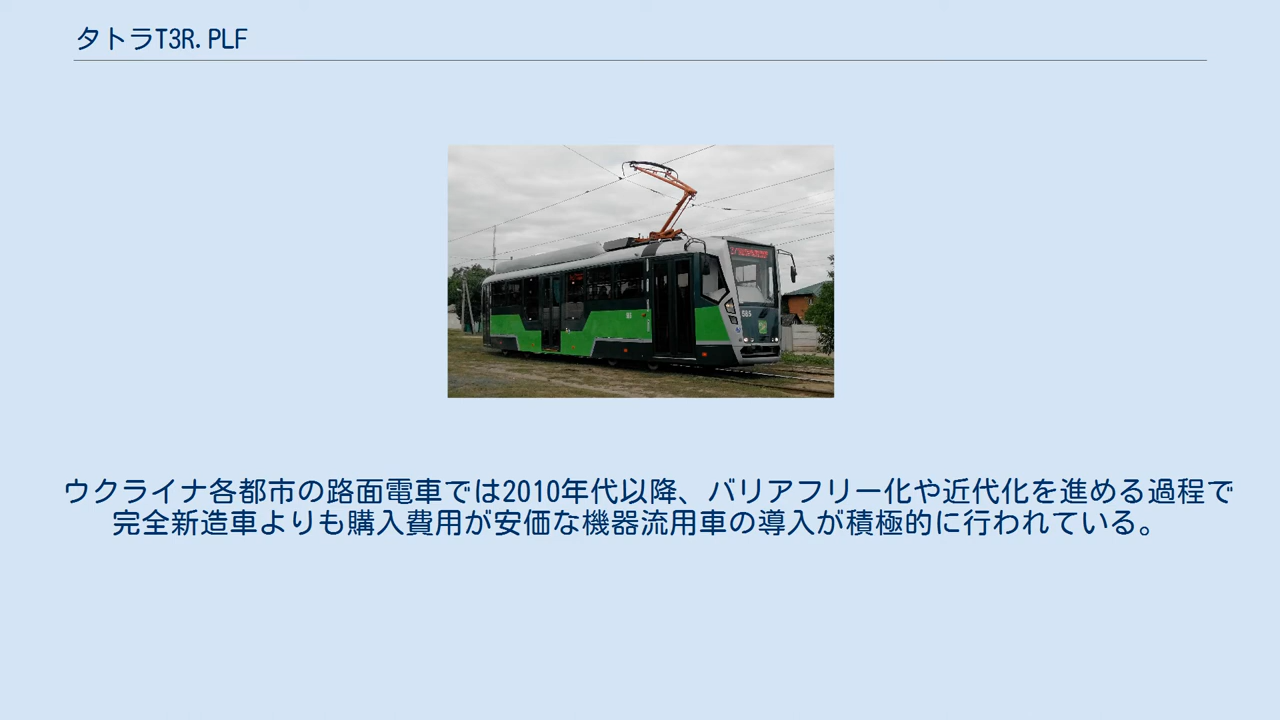 タトラT3R.PLF
585
ウクライナ各都市の路面電車では2010年代以降、バリアフリー化や近代化を進める過程で
完全新造車よりも購入費用が安価な機器流用車の導入が積極的に行われている。